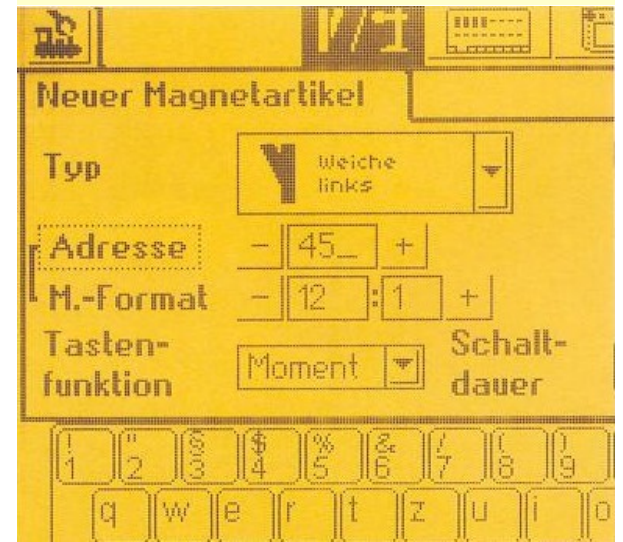 Neuer Magnetartikel
Typ Weiche
links
Adresse - 45_ +
M.-Format - 12 : 1 +
Tasten- Schalt-
funktion Moment dauer
! " § $ % & / ( )
1 2 3 4 5 6 7 8 9
q w e r t z u i o